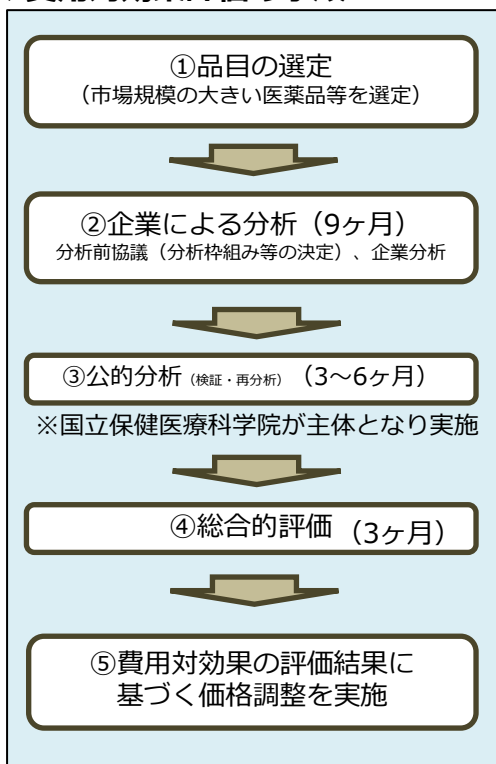 ①品目の選定
（市場規模の大きい医薬品等を選定）
②企業による分析（9ヶ月）
分析前協議（分析枠組み等の決定）、企業分析
③公的分析（検証・再分析）（3～6ヶ月）
※国立保健医療科学院が主体となり実施
④総合的評価（3ヶ月）
⑤費用対効果の評価結果に
基づく価格調整を実施